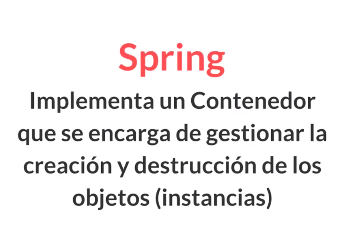 Spring
Implementa un Contenedor
que se encarga de gestionar la
creación y destrucción de los
objetos (instancias)